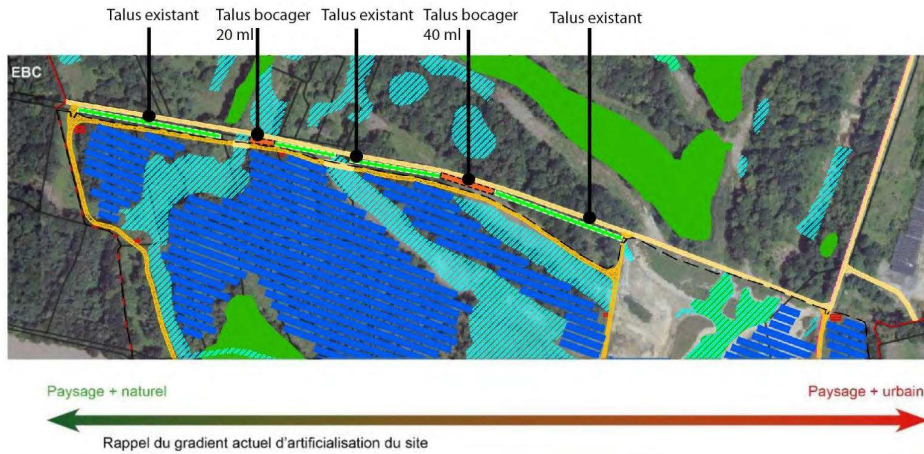 Talus existant
Talus bocager
20 ml
Talus existant
Talus bocager
40 ml
Talus existant
EBC
Paysage + naturel
Paysage + urbain
Rappel du gradient actuel d'artificialisation du site